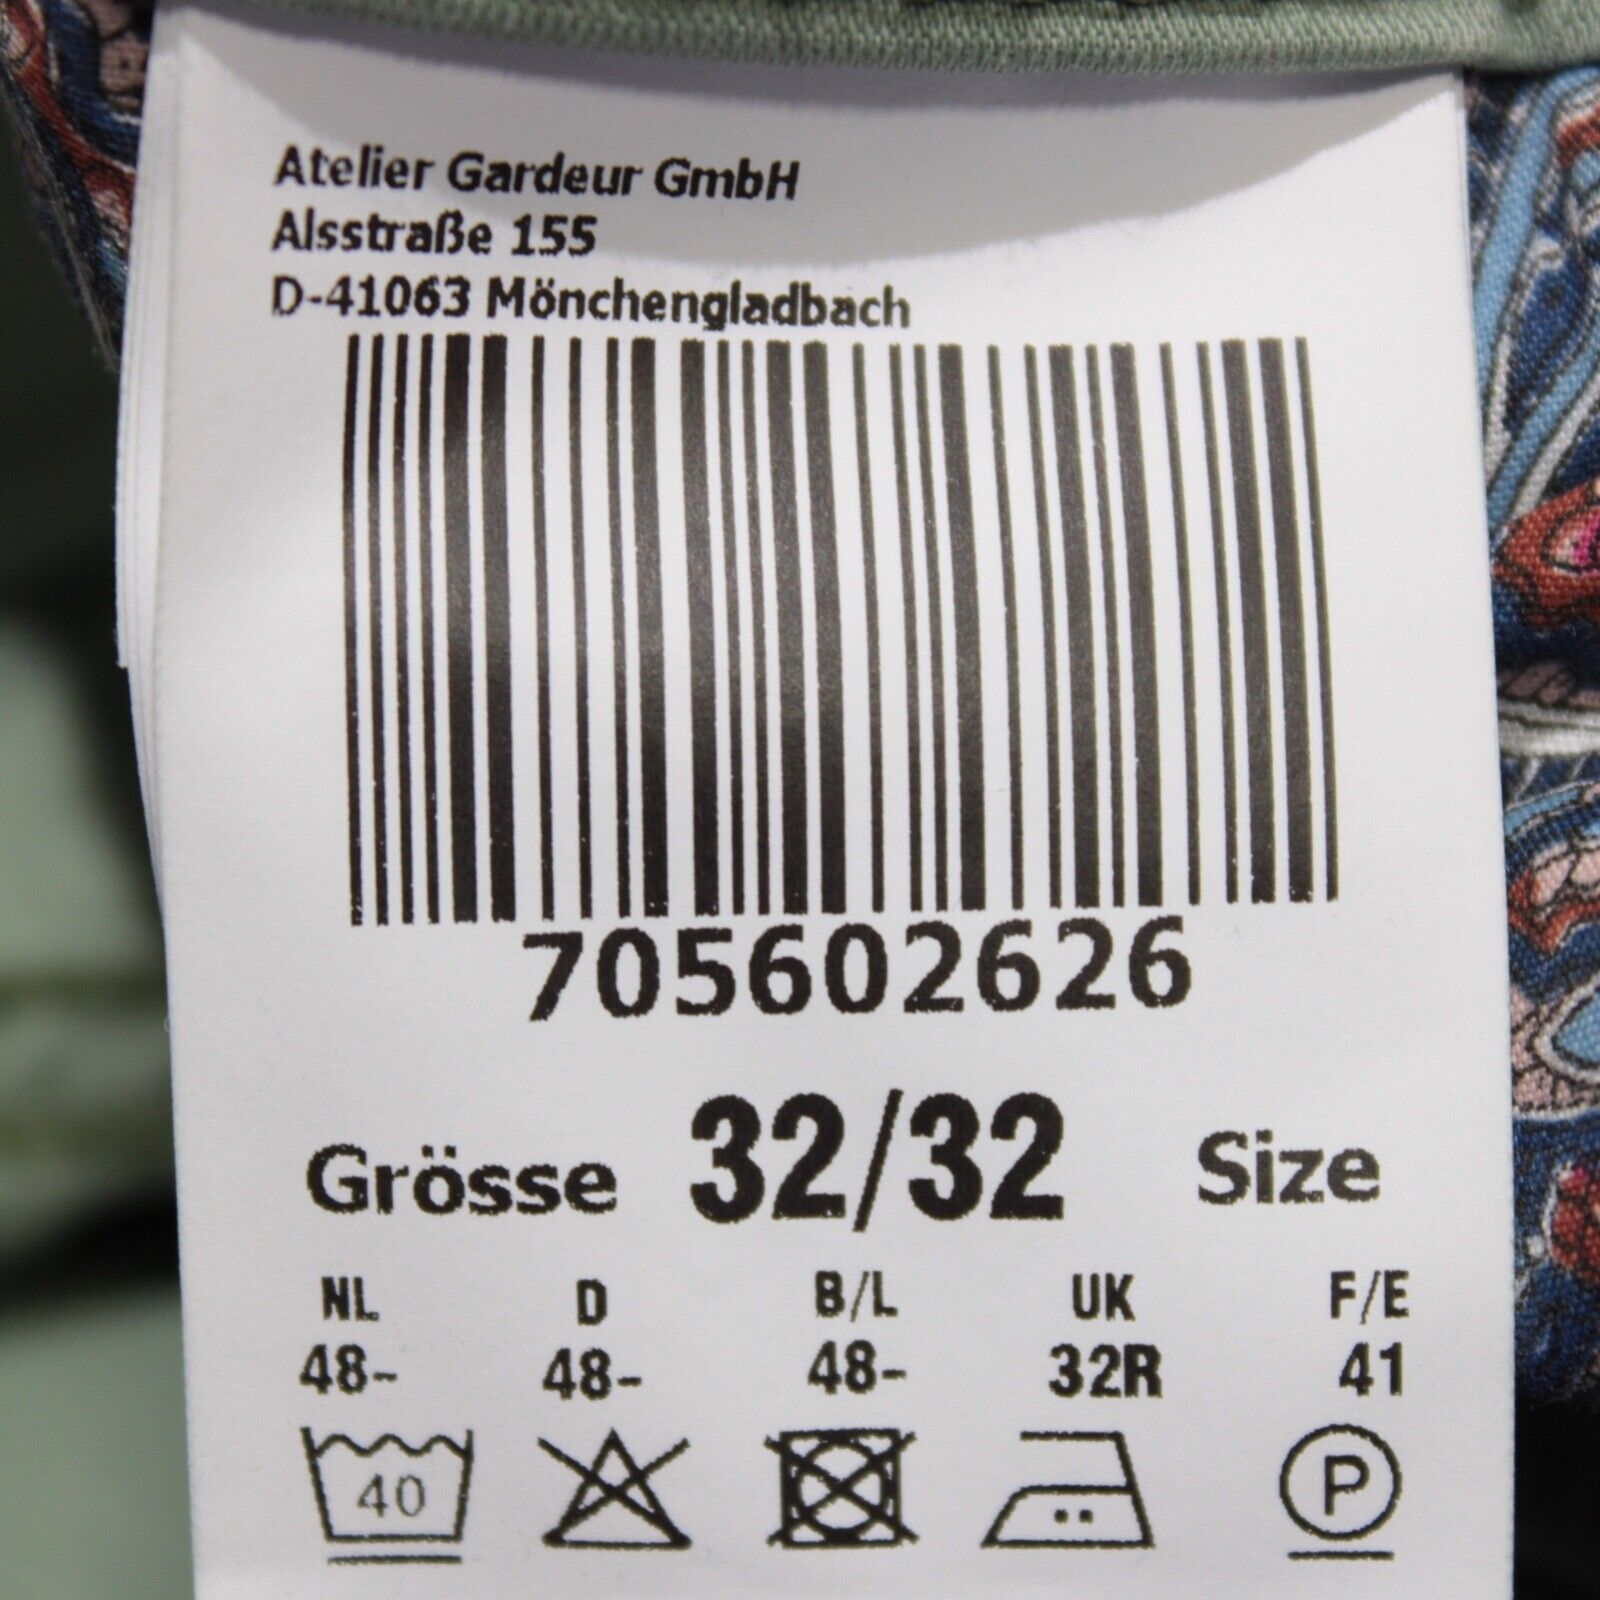 Atelier Gardeur GmbH
Alsstraße 155
D-41063 Mönchengladbach
705602626
Grösse 32/32 Size
NL D B/L UK F/E
48- 48- 48- 32R 41
40 P